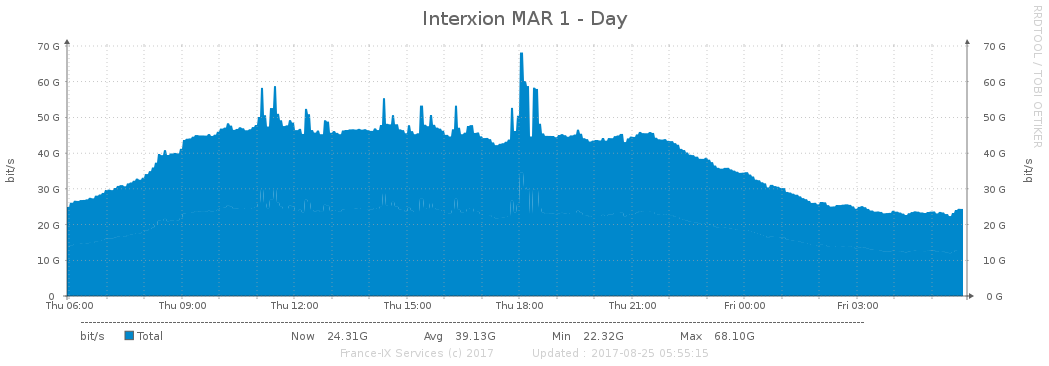 Interxion MAR 1 - Day
RRDTOOL / TOBI OETIKER
70 G 70 G
60 G 60 G
50 G 50 G
40 G 40 G
30 G 30 G
20 G 20 G
10 G 10 G
0 0 G
bit/s bit/s
Thu 06:00 Thu 09:00 Thu 12:00 Thu 15:00 Thu 18:00 Thu 21:00 Fri 00:00 Fri 03:00
bit/s Total Now 24.31G Avg 39.13G Min 22.32G Max 68.10G
France-IX Services (c) 2017 Updated : 2017-08-25 05:55:15